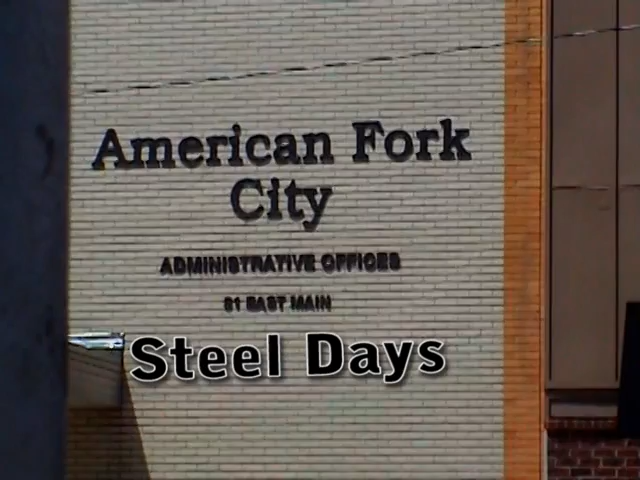 American Fork
City
ADMINISTRATIVE OFFICES
51 EAST MAIN
Steel Days